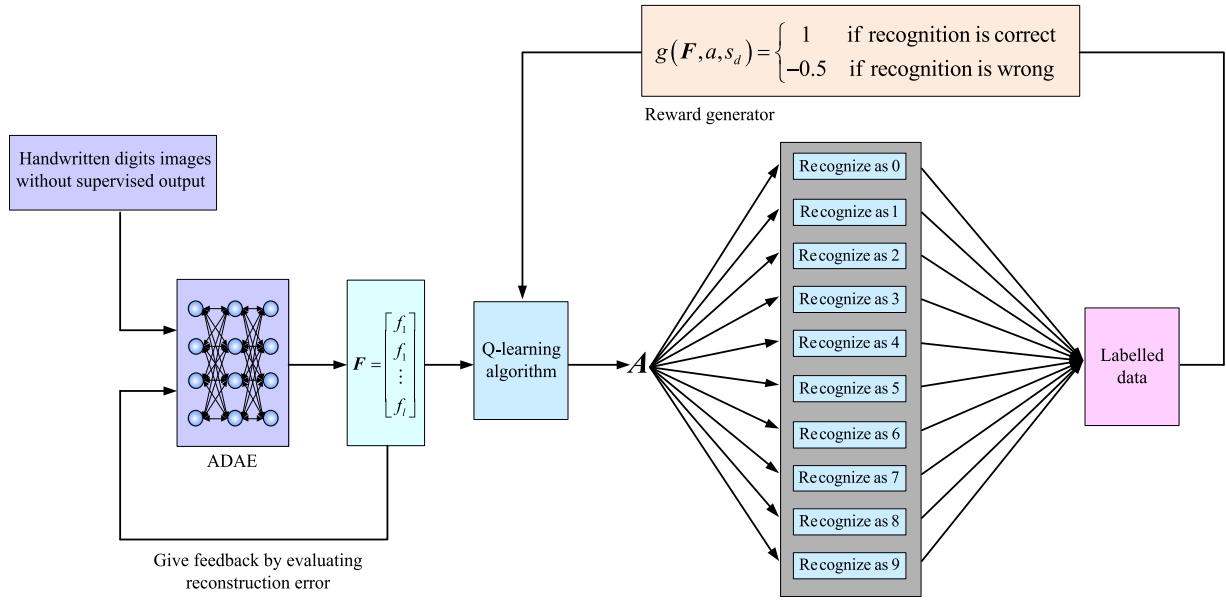 g(F,a,s_d)={ 1 if recognition is correct
−0.5 if recognition is wrong
Reward generator
Handwritten digits images
without supervised output
ADAE
F = [ f_1
f_1
⋮
f_l ]
Give feedback by evaluating
reconstruction error
Q-learning
algorithm
A
Recognize as 0
Recognize as 1
Recognize as 2
Recognize as 3
Recognize as 4
Recognize as 5
Recognize as 6
Recognize as 7
Recognize as 8
Recognize as 9
Labelled
data